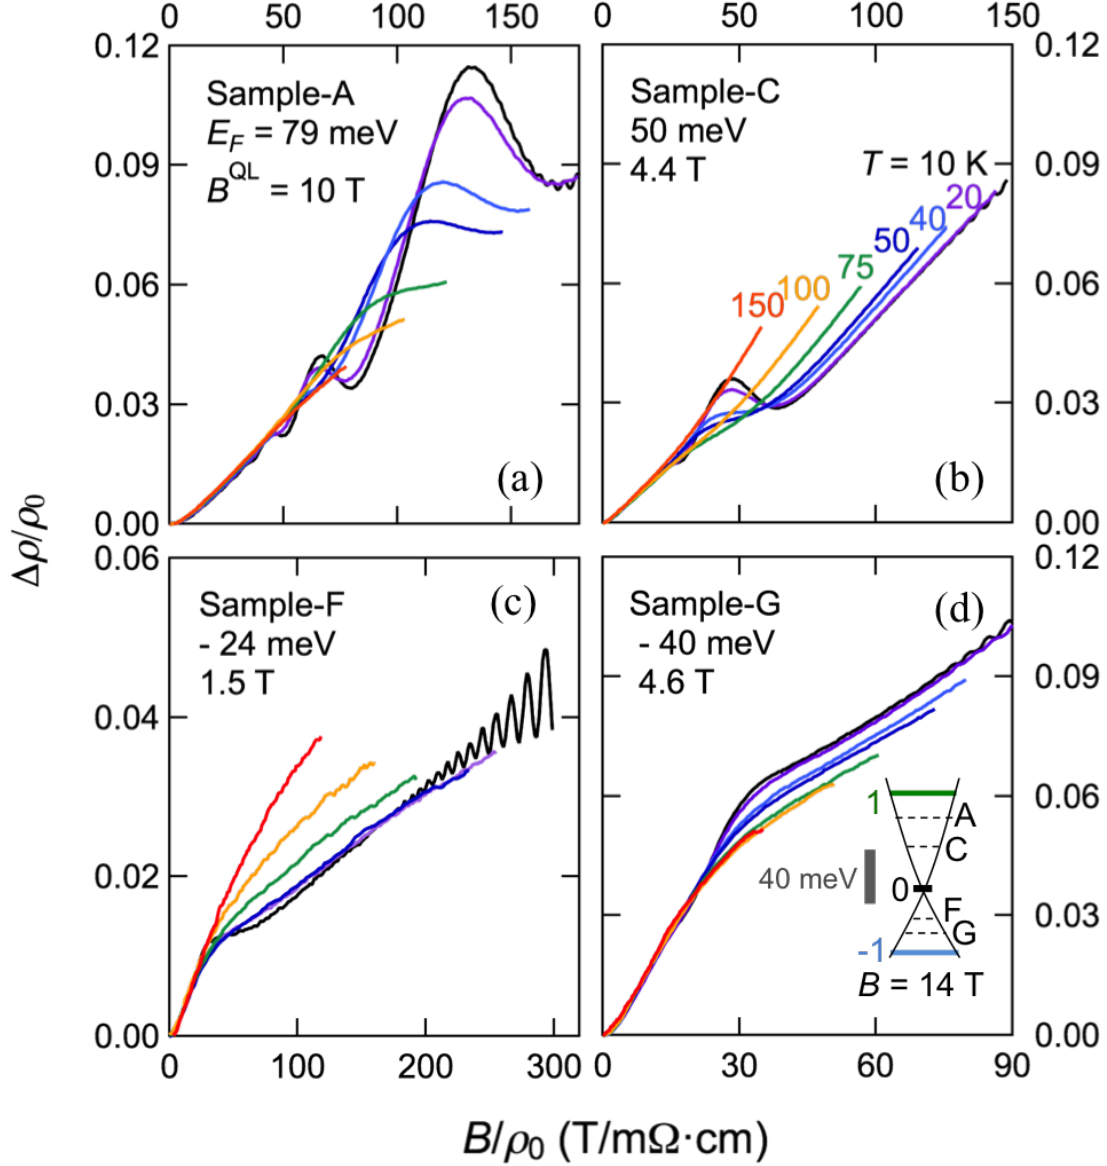 0 50 100 150
0 50 100 150
0.12
0.09
0.06
0.03
0.00
Sample-A
E_F = 79 meV
B^QL = 10 T
(a)
Sample-C
50 meV
4.4 T
T = 10 K
20
40
50
75
100
150
(b)
0.12
0.09
0.06
0.03
0.00
Δρ/ρ₀
0.06
0.04
0.02
0.00
Sample-F
- 24 meV
1.5 T
(c)
Sample-G
- 40 meV
4.6 T
(d)
1
A
C
40 meV
0
F
G
-1
B = 14 T
0.12
0.09
0.06
0.03
0.00
0 100 200 300
0 30 60 90
B/ρ₀ (T/mΩ·cm)